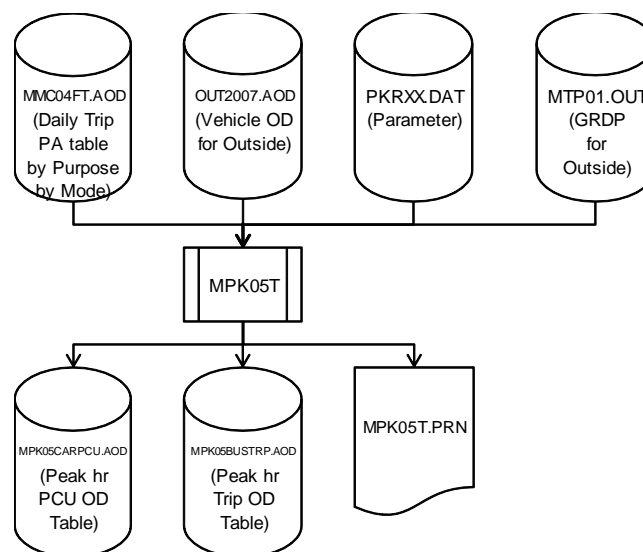 MMC04FT.AOD
(Daily Trip
PA table
by Purpose
by Mode)
OUT2007.AOD
(Vehicle OD
for Outside)
PKRXX.DAT
(Parameter)
MTP01.OUT
(GRDP
for
Outside)
MPK05T
MPK05CARPCU.AOD
(Peak hr
PCU OD
Table)
MPK05BUSTRP.AOD
(Peak hr
Trip OD
Table)
MPK05T.PRN